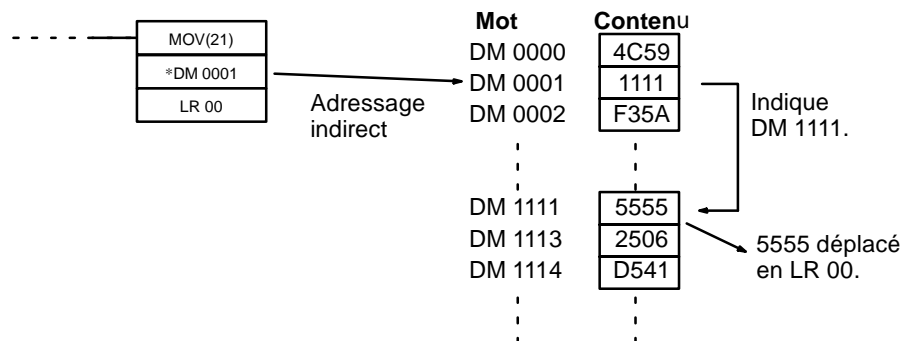 MOV(21)
*DM 0001
LR 00
Adressage
indirect
Mot Contenu
DM 0000 4C59
DM 0001 1111
DM 0002 F35A
Indique
DM 1111.
DM 1111 5555
DM 1113 2506
DM 1114 D541
5555 déplacé
en LR 00.